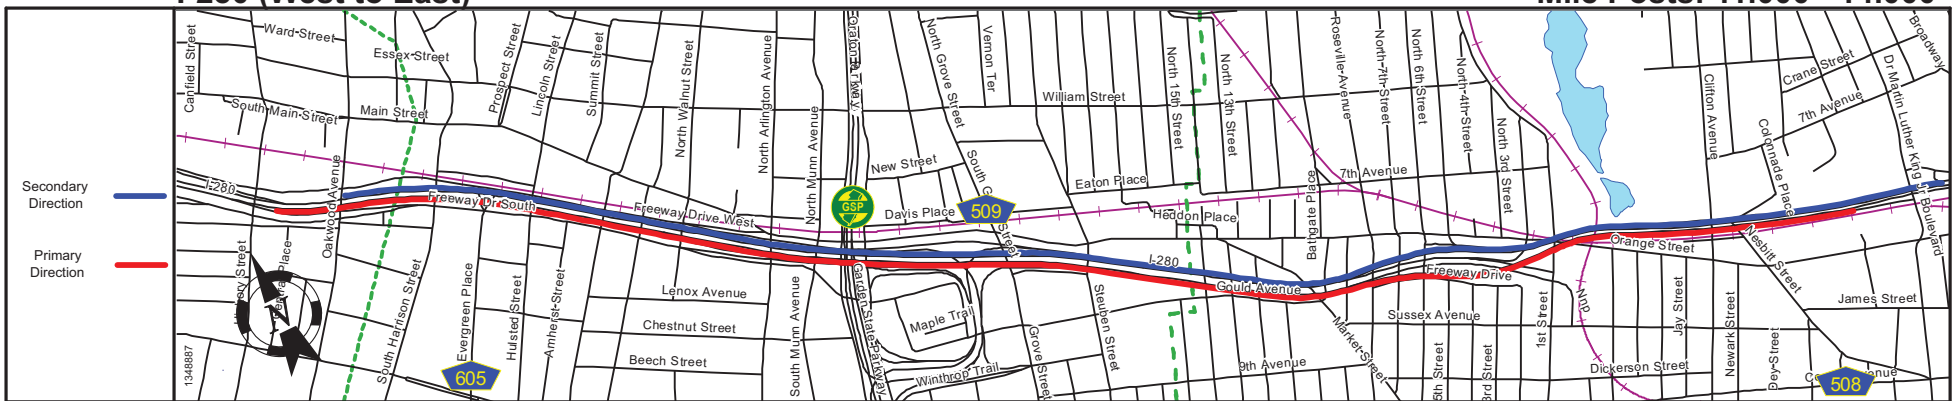 I-280 (West to East)
Secondary
Direction
Primary
Direction
Canfield Street
Ward Street
Essex Street
South Main Street
Main Street
Prospect Street
Lincoln Street
Summit Street
North Walnut Street
North Arlington Avenue
North Munn Avenue
North Grove Street
Vernon Ter
William Street
North 15th Street
North 13th Street
Roseville Avenue
North 7th Street
North 6th Street
North 4th Street
North 3rd Street
Clifton Avenue
Crane Street
7th Avenue
Colonnade Place
Dr Martin Luther King Jr Boulevard
Broadway
I-280
Oakwood Avenue
Freeway Dr South
Freeway Drive West
GSP
New Street
Davis Place
509
Eaton Place
Heddon Place
7th Avenue
Bathgate Place
I-280
Gould Avenue
Freeway Drive
Orange Street
Nesbitt Street
James Street
South Harrison Street
Evergreen Place
Hulsted Street
Amherst Street
Lenox Avenue
Chestnut Street
Beech Street
South Munn Avenue
Garden State Parkway
Maple Trail
Winthrop Trail
Grove Street
Steuben Street
9th Avenue
Market Street
Sussex Avenue
5th Street
3rd Street
1st Street
Nnp
Jay Street
Newark Street
Dey Street
Dickerson Street
605
508
1348887